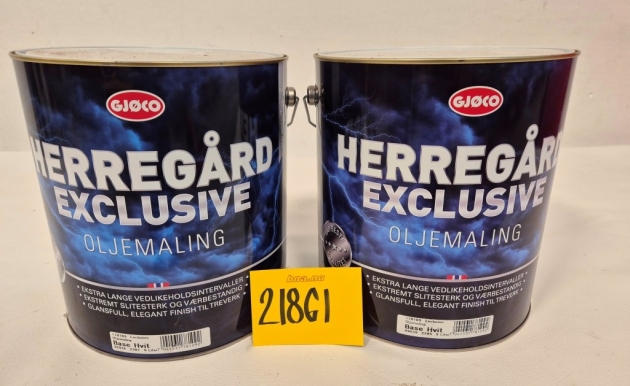 GJØCO
HERREGÅRD
EXCLUSIVE
OLJEMALING
• EKSTRA LANGE VEDLIKEHOLDSINTERVALLER
• EKSTREMT SLITESTERK OG VÆRBESTANDIG
• GLANSFULL, ELEGANT FINISH TIL TREVERK
Base Hvit
GJØCO
HERREGÅRD
EXCLUSIVE
OLJEMALING
• EKSTRA LANGE VEDLIKEHOLDSINTERVALLER
• EKSTREMT SLITESTERK OG VÆRBESTANDIG
• GLANSFULL, ELEGANT FINISH TIL TREVERK
Base Hvit
bna.no
218G1